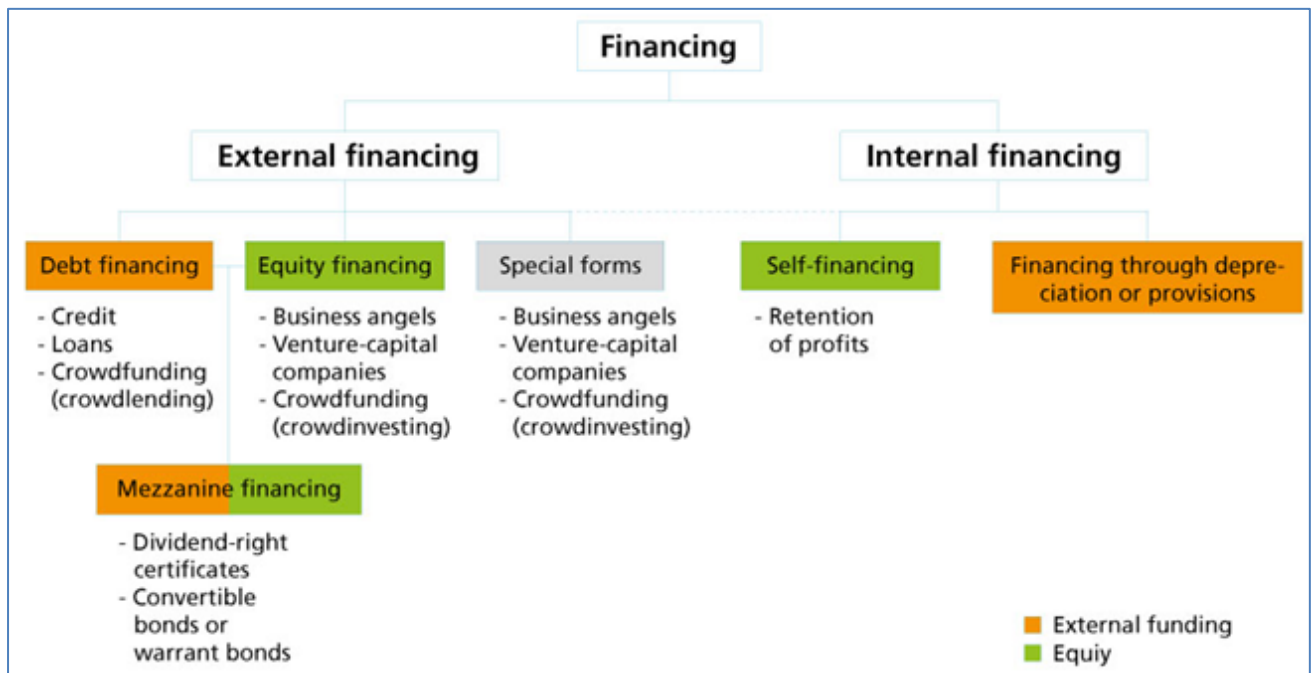 Financing
External financing
Internal financing
Debt financing
- Credit
- Loans
- Crowdfunding
(crowdlending)
Equity financing
- Business angels
- Venture-capital
companies
- Crowdfunding
(crowdinvesting)
Special forms
- Business angels
- Venture-capital
companies
- Crowdfunding
(crowdinvesting)
Self-financing
- Retention
of profits
Financing through depre-
ciation or provisions
Mezzanine financing
- Dividend-right
certificates
- Convertible
bonds or
warrant bonds
External funding
Equiy